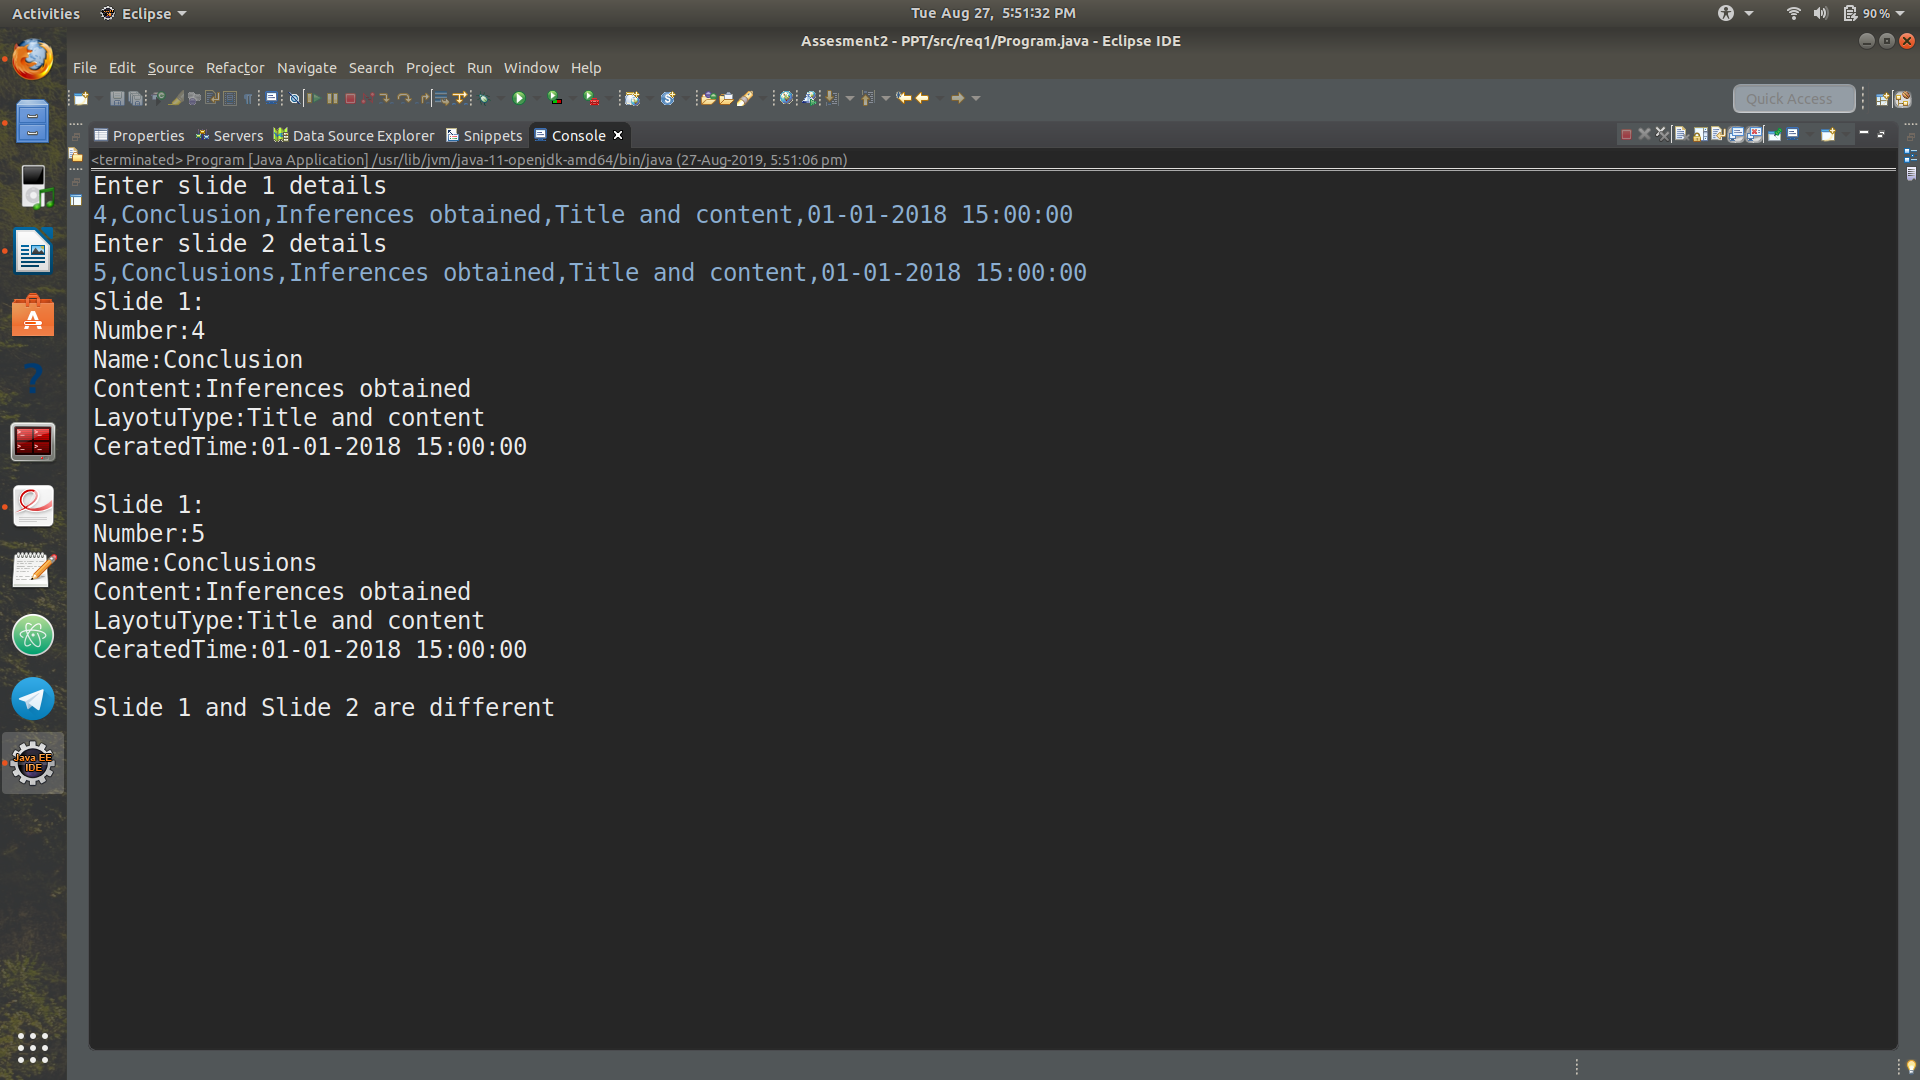 Activities Eclipse Tue Aug 27, 5:51:32 PM 90 %
Assesment2 - PPT/src/req1/Program.java - Eclipse IDE
File Edit Source Refactor Navigate Search Project Run Window Help
Quick Access
Properties Servers Data Source Explorer Snippets Console
<terminated> Program [Java Application] /usr/lib/jvm/java-11-openjdk-amd64/bin/java (27-Aug-2019, 5:51:06 pm)
Enter slide 1 details
4,Conclusion,Inferences obtained,Title and content,01-01-2018 15:00:00
Enter slide 2 details
5,Conclusions,Inferences obtained,Title and content,01-01-2018 15:00:00
Slide 1:
Number:4
Name:Conclusion
Content:Inferences obtained
LayotuType:Title and content
CeratedTime:01-01-2018 15:00:00
Slide 1:
Number:5
Name:Conclusions
Content:Inferences obtained
LayotuType:Title and content
CeratedTime:01-01-2018 15:00:00
Slide 1 and Slide 2 are different
Java EE
IDE